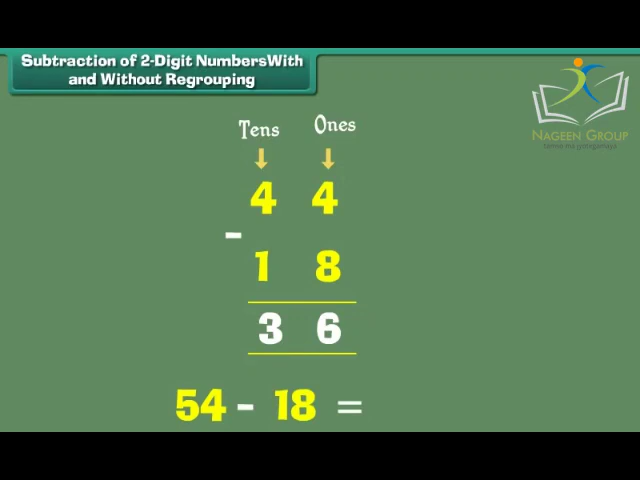 Subtraction of 2-Digit NumbersWith
and Without Regrouping
NAGEEN GROUP
Tens Ones
4 4
-
1 8
3 6
54 - 18 =